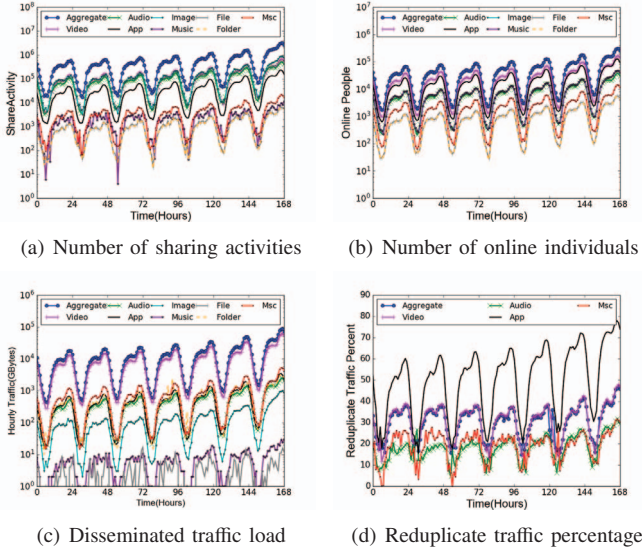 10^8
10^7
10^6
10^5
10^4
10^3
10^2
10^1
10^0
ShareActivity
Aggregate Audio Image File Msc
Video App Music Folder
0 24 48 72 96 120 144 168
Time(Hours)
(a) Number of sharing activities
10^7
10^6
10^5
10^4
10^3
10^2
10^1
10^0
Online Peolple
Aggregate Audio Image File Msc
Video App Music Folder
0 24 48 72 96 120 144 168
Time(Hours)
(b) Number of online individuals
10^6
10^5
10^4
10^3
10^2
10^1
10^0
Hourly Traffic(GBytes)
Aggregate Audio Image File Msc
Video App Music Folder
0 24 48 72 96 120 144 168
Time(Hours)
(c) Disseminated traffic load
90
80
70
60
50
40
30
20
10
0
Reduplicate Traffic Percent
Aggregate Audio Msc
Video App
0 24 48 72 96 120 144 168
Time(Hours)
(d) Reduplicate traffic percentage